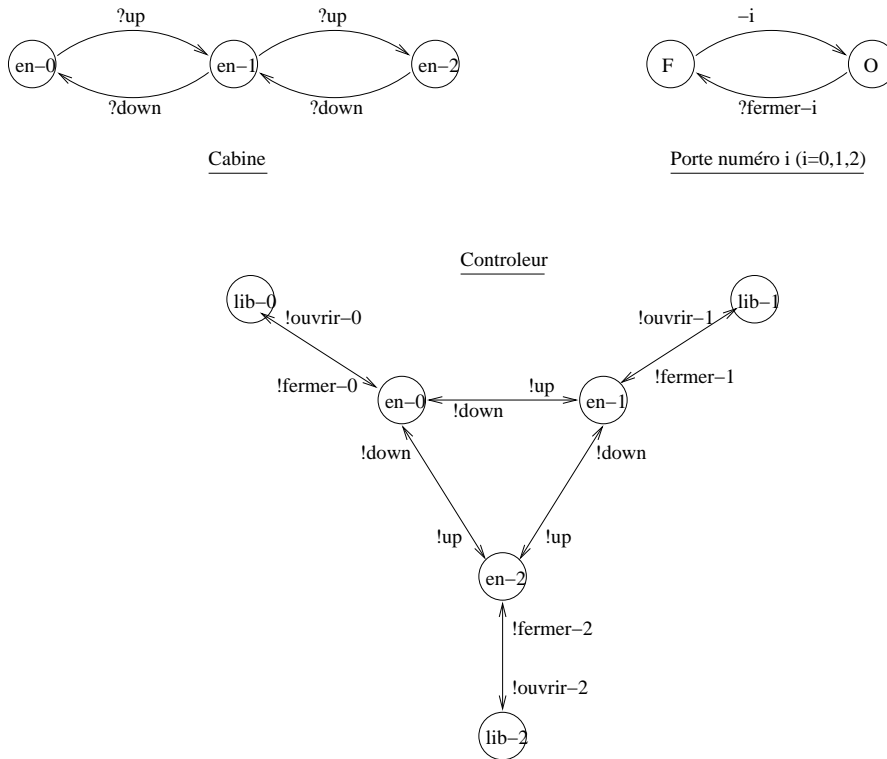 ?up
?up
−i
en−0
en−1
en−2
F
O
?down
?down
?fermer−i
Cabine
Porte numéro i (i=0,1,2)
Controleur
lib−0
lib−1
!ouvrir−0
!ouvrir−1
!fermer−0
!up
!fermer−1
en−0
en−1
!down
!down
!down
!up
!up
en−2
!fermer−2
!ouvrir−2
lib−2